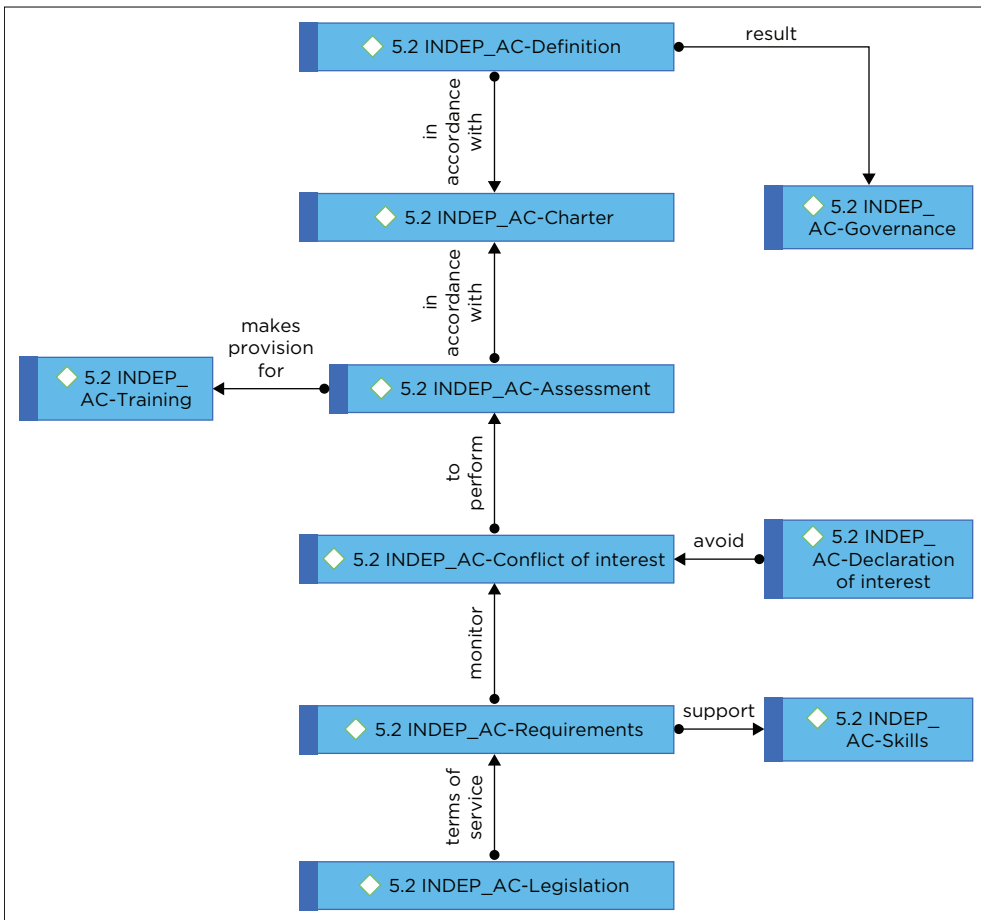 5.2 INDEP_AC-Definition
result
in
accordance
with
5.2 INDEP_AC-Charter
5.2 INDEP_
AC-Governance
in
accordance
with
makes
provision
for
5.2 INDEP_
AC-Training
5.2 INDEP_AC-Assessment
to
perform
5.2 INDEP_AC-Conflict of interest
avoid
5.2 INDEP_
AC-Declaration
of interest
monitor
5.2 INDEP_AC-Requirements
support
5.2 INDEP_
AC-Skills
terms of
service
5.2 INDEP_AC-Legislation